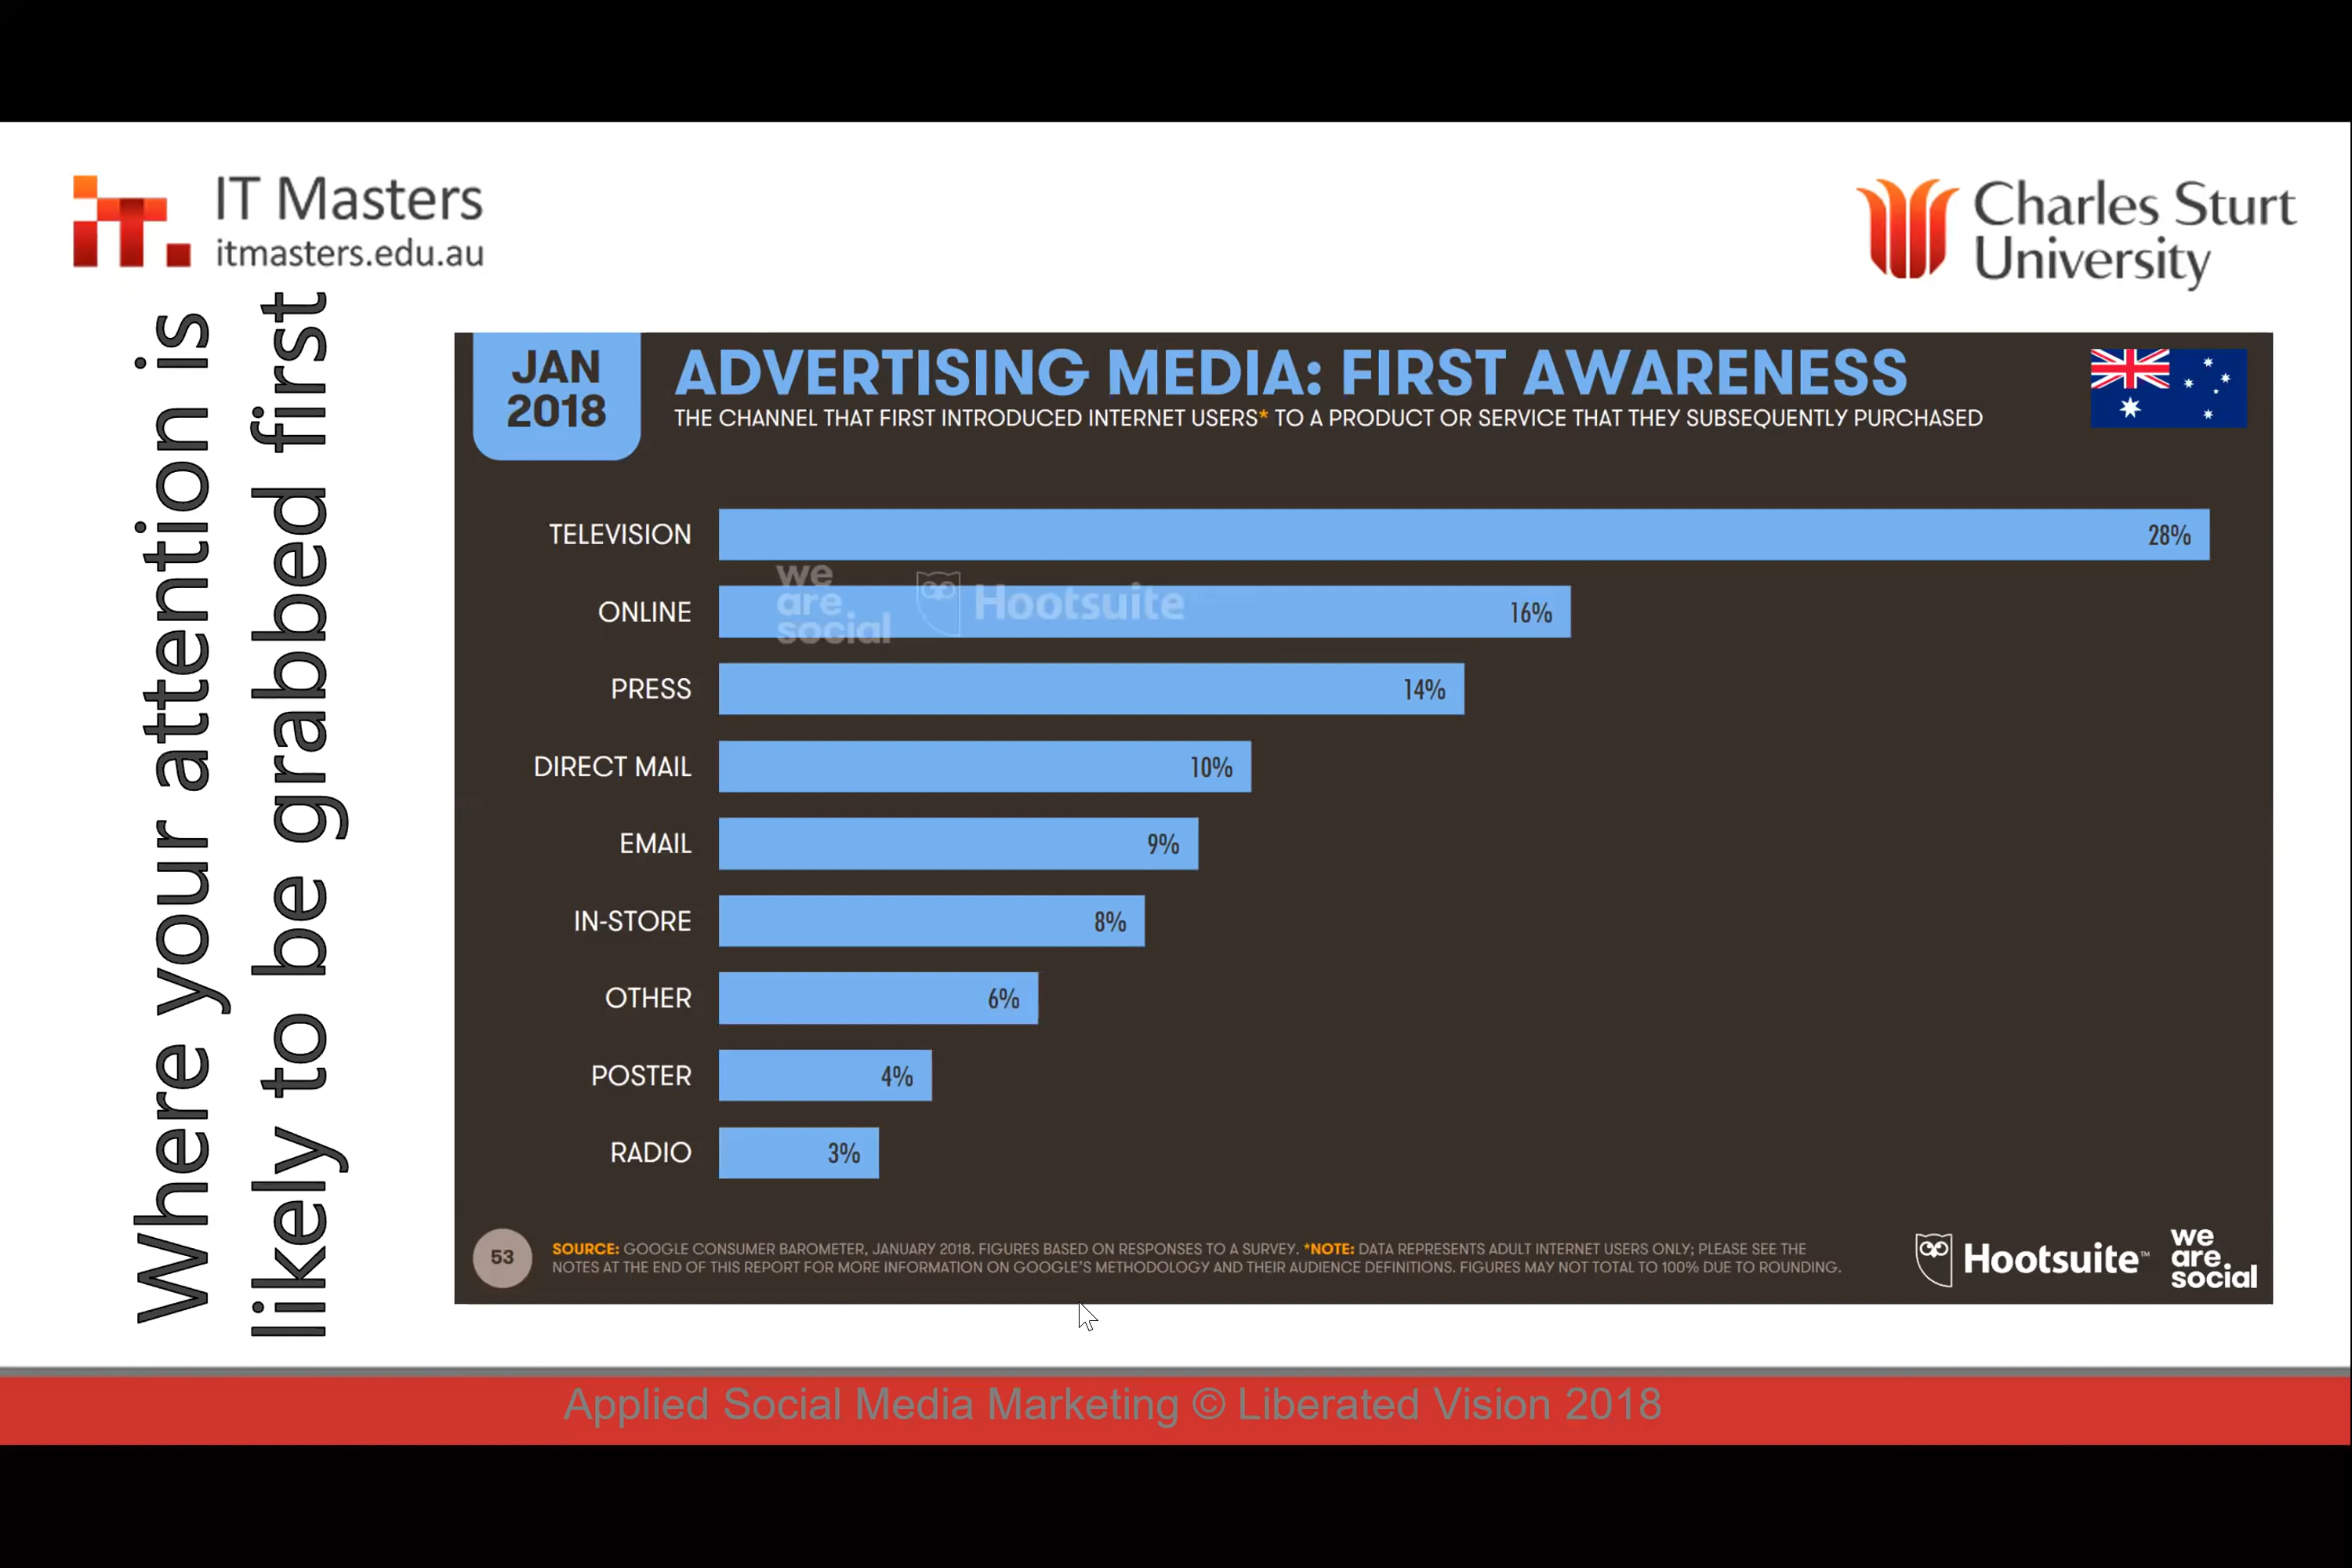 IT Masters
itmasters.edu.au
Charles Sturt
University
Where your attention is
likely to be grabbed first
JAN
2018
ADVERTISING MEDIA: FIRST AWARENESS
THE CHANNEL THAT FIRST INTRODUCED INTERNET USERS* TO A PRODUCT OR SERVICE THAT THEY SUBSEQUENTLY PURCHASED
TELEVISION 28%
we
are.
social
Hootsuite
ONLINE 16%
PRESS 14%
DIRECT MAIL 10%
EMAIL 9%
IN-STORE 8%
OTHER 6%
POSTER 4%
RADIO 3%
53
SOURCE: GOOGLE CONSUMER BAROMETER, JANUARY 2018. FIGURES BASED ON RESPONSES TO A SURVEY. *NOTE: DATA REPRESENTS ADULT INTERNET USERS ONLY; PLEASE SEE THE
NOTES AT THE END OF THIS REPORT FOR MORE INFORMATION ON GOOGLE'S METHODOLOGY AND THEIR AUDIENCE DEFINITIONS. FIGURES MAY NOT TOTAL TO 100% DUE TO ROUNDING.
Hootsuite™
we
are.
social
Applied Social Media Marketing © Liberated Vision 2018